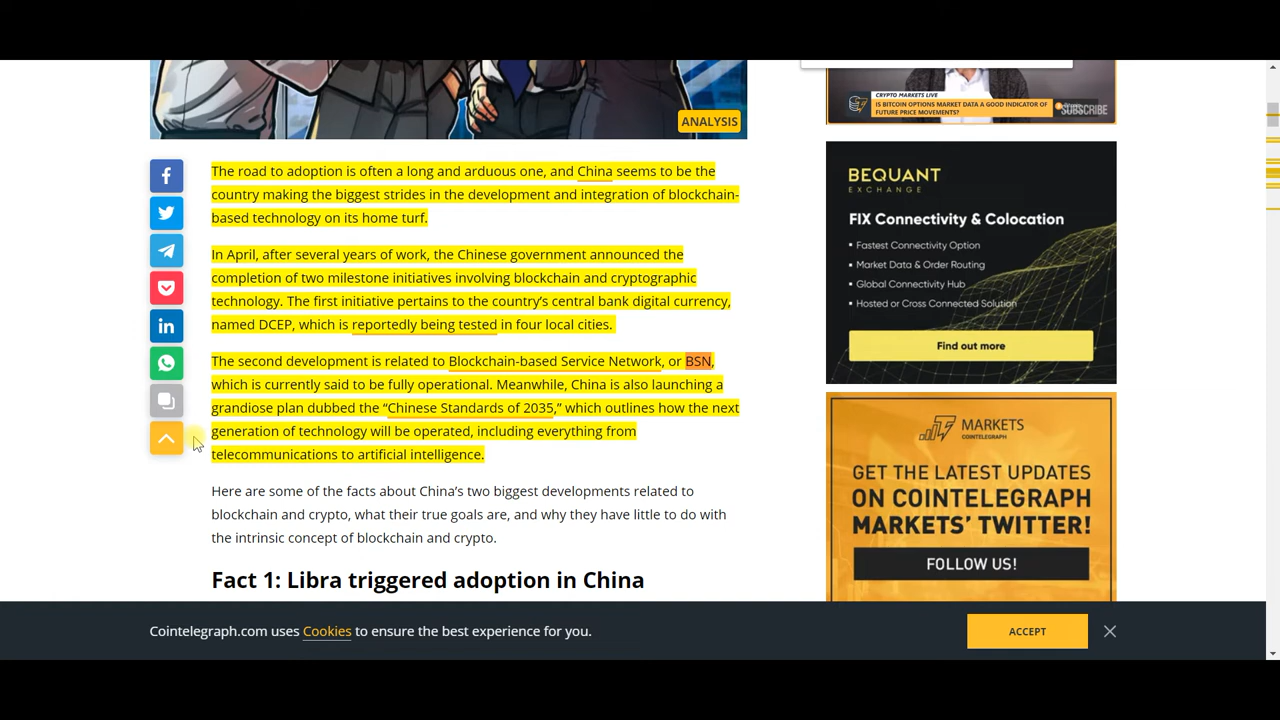 CRYPTO MARKETS LIVE
IS BITCOIN OPTIONS MARKET DATA A GOOD INDICATOR OF
FUTURE PRICE MOVEMENTS?
SUBSCRIBE
ANALYSIS
The road to adoption is often a long and arduous one, and China seems to be the
country making the biggest strides in the development and integration of blockchain-
based technology on its home turf.
In April, after several years of work, the Chinese government announced the
completion of two milestone initiatives involving blockchain and cryptographic
technology. The first initiative pertains to the country’s central bank digital currency,
named DCEP, which is reportedly being tested in four local cities.
The second development is related to Blockchain-based Service Network, or BSN,
which is currently said to be fully operational. Meanwhile, China is also launching a
grandiose plan dubbed the “Chinese Standards of 2035,” which outlines how the next
generation of technology will be operated, including everything from
telecommunications to artificial intelligence.
Here are some of the facts about China’s two biggest developments related to
blockchain and crypto, what their true goals are, and why they have little to do with
the intrinsic concept of blockchain and crypto.
Fact 1: Libra triggered adoption in China
BEQUANT
EXCHANGE
FIX Connectivity & Colocation
Fastest Connectivity Option
Market Data & Order Routing
Global Connectivity Hub
Hosted or Cross Connected Solution
Find out more
MARKETS
COINTELEGRAPH
GET THE LATEST UPDATES
ON COINTELEGRAPH
MARKETS’ TWITTER!
FOLLOW US!
Cointelegraph.com uses Cookies to ensure the best experience for you.
ACCEPT